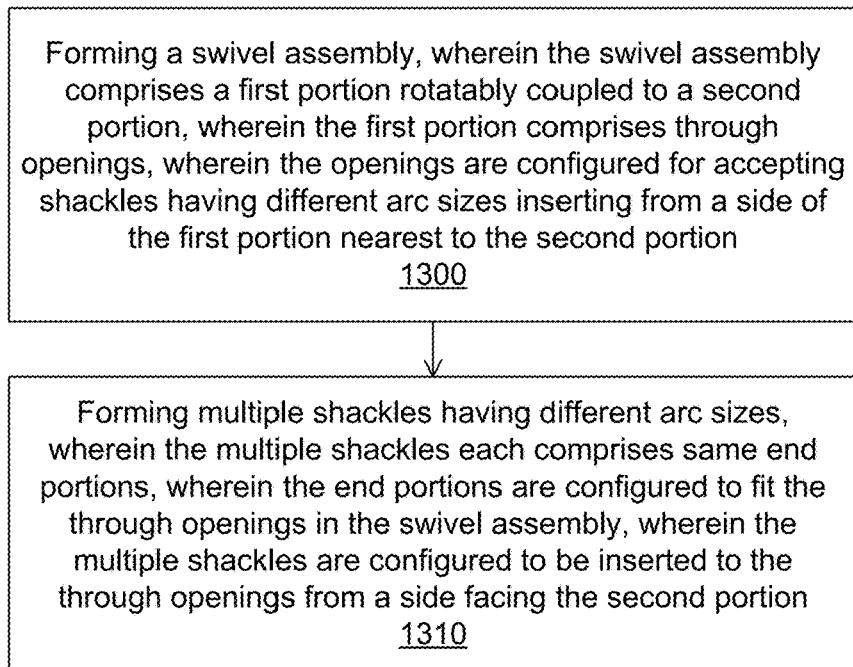 Forming a swivel assembly, wherein the swivel assembly
comprises a first portion rotatably coupled to a second
portion, wherein the first portion comprises through
openings, wherein the openings are configured for accepting
shackles having different arc sizes inserting from a side of
the first portion nearest to the second portion
1300
Forming multiple shackles having different arc sizes,
wherein the multiple shackles each comprises same end
portions, wherein the end portions are configured to fit the
through openings in the swivel assembly, wherein the
multiple shackles are configured to be inserted to the
through openings from a side facing the second portion
1310